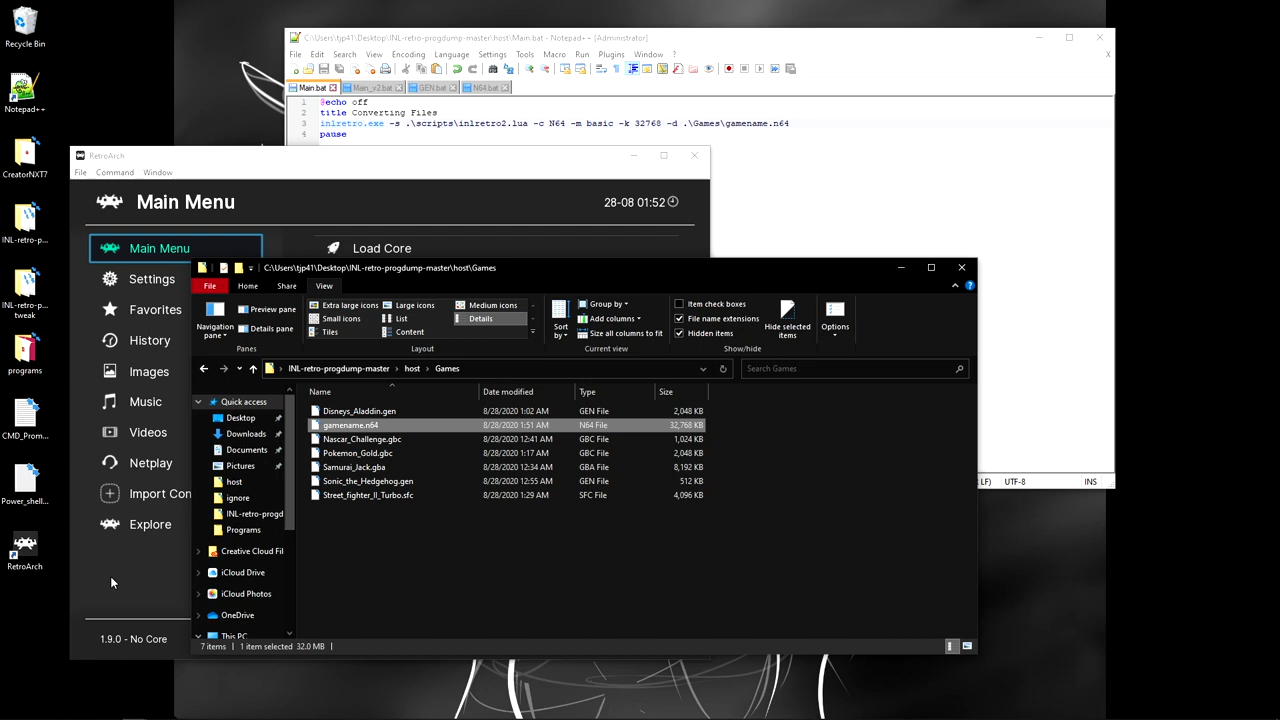 Recycle Bin
Notepad++
CreatorNXT7
INL-retro-p...
INL-retro-p...
tweak
programs
CMD_Prom...
Power_shell...
RetroArch
C:\Users\tjp41\Desktop\INL-retro-progdump-master\host\Main.bat - Notepad++ [Administrator]
File Edit Search View Encoding Language Settings Tools Macro Run Plugins Window ?
X
Main.bat Main_v2.bat GEN.bat N64.bat
1 @echo off
2 title Converting Files
3 inlretro.exe -s .\scripts\inlretro2.lua -c N64 -m basic -k 32768 -d .\Games\gamename.n64
4 pause
LF) UTF-8 INS
RetroArch
File Command Window
Main Menu 28-08 01:52
Main Menu
Settings
Favorites
History
Images
Music
Videos
Netplay
Import Con
Explore
Load Core
1.9.0 - No Core
C:\Users\tjp41\Desktop\INL-retro-progdump-master\host\Games
File Home Share View
Navigation
pane
Preview pane
Details pane
Panes
Extra large icons Large icons Medium icons
Small icons List Details
Tiles Content
Layout
Sort
by
Group by
Add columns
Size all columns to fit
Current view
Item check boxes
File name extensions
Hidden items
Hide selected
items
Show/hide
Options
INL-retro-progdump-master host Games
Search Games
Quick access
Desktop
Downloads
Documents
Pictures
host
ignore
INL-retro-progd
Programs
Creative Cloud Fil
iCloud Drive
iCloud Photos
OneDrive
This PC
Name Date modified Type Size
Disneys_Aladdin.gen 8/28/2020 1:02 AM GEN File 2,048 KB
gamename.n64 8/28/2020 1:51 AM N64 File 32,768 KB
Nascar_Challenge.gbc 8/28/2020 12:41 AM GBC File 1,024 KB
Pokemon_Gold.gbc 8/28/2020 1:17 AM GBC File 2,048 KB
Samurai_Jack.gba 8/28/2020 12:34 AM GBA File 8,192 KB
Sonic_the_Hedgehog.gen 8/28/2020 12:55 AM GEN File 512 KB
Street_fighter_II_Turbo.sfc 8/28/2020 1:29 AM SFC File 4,096 KB
7 items 1 item selected 32.0 MB